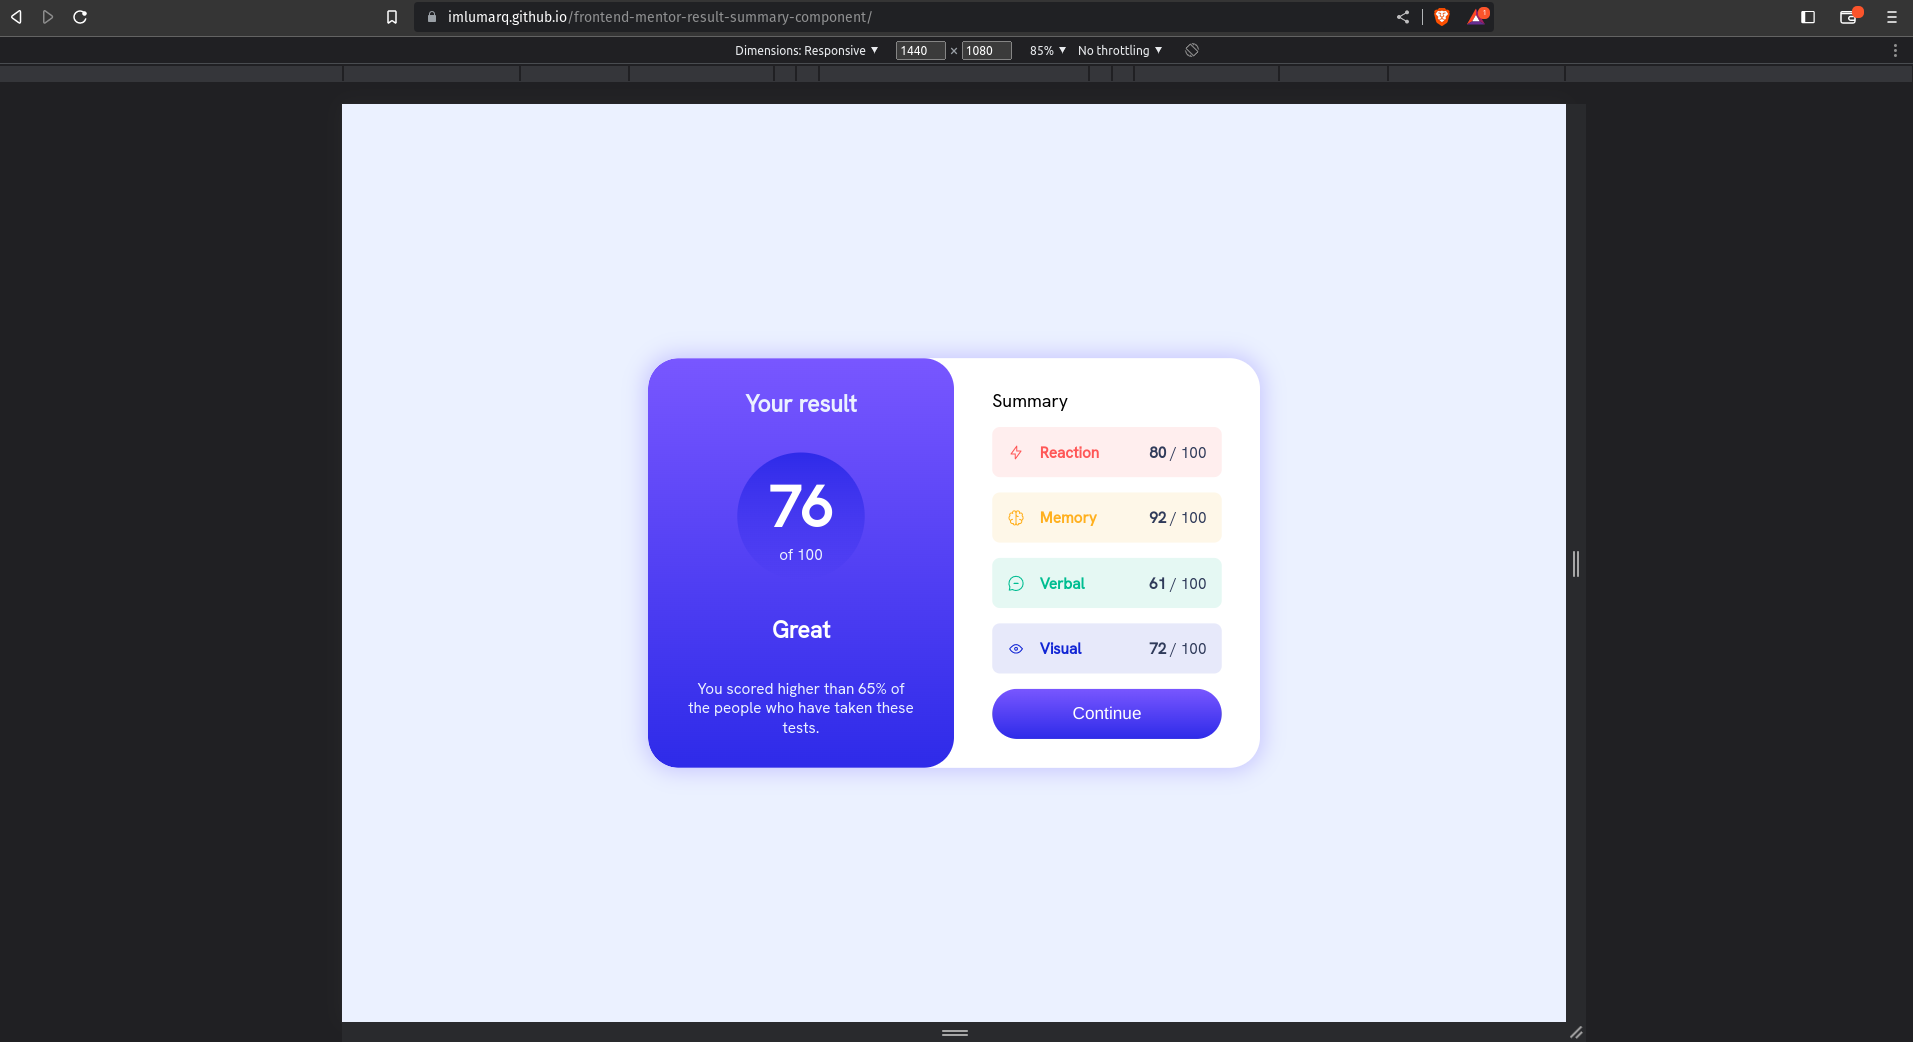 imlumarq.github.io/frontend-mentor-result-summary-component/
1
Dimensions: Responsive 1440 × 1080 85% No throttling
Your result
76
of 100
Great
You scored higher than 65% of
the people who have taken these
tests.
Summary
Reaction 80 / 100
Memory 92 / 100
Verbal 61 / 100
Visual 72 / 100
Continue